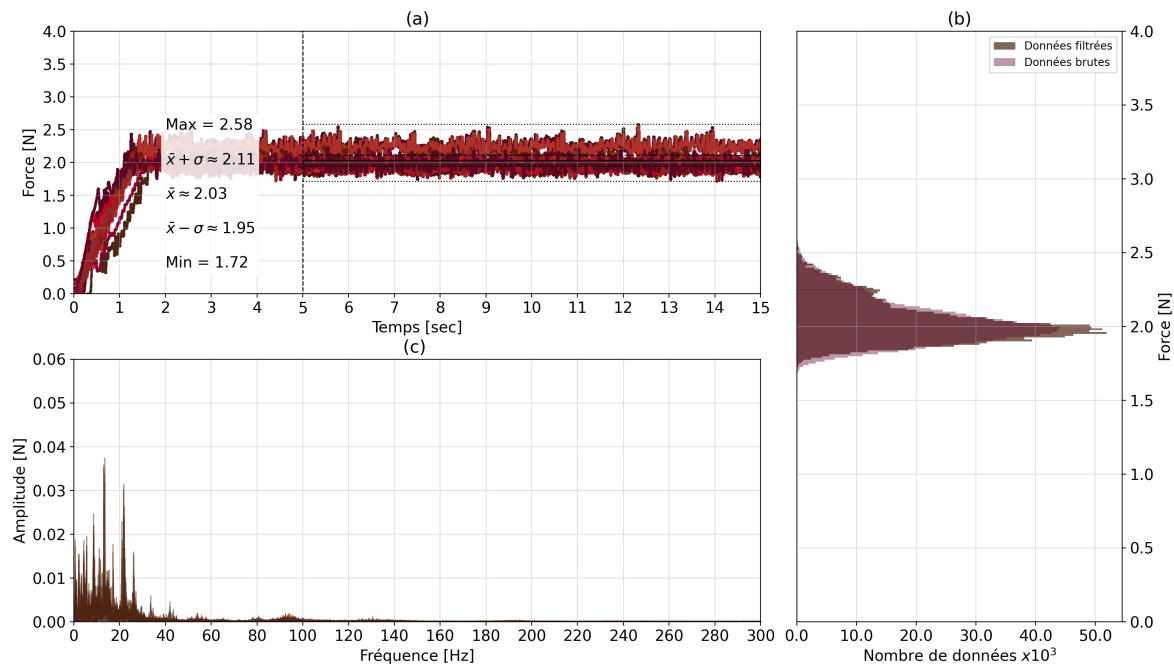 (a)
4.0
3.5
3.0
2.5
2.0
1.5
1.0
0.5
0.0
Force [N]
Max = 2.58
x̄ + σ ≈ 2.11
x̄ ≈ 2.03
x̄ − σ ≈ 1.95
Min = 1.72
0 1 2 3 4 5 6 7 8 9 10 11 12 13 14 15
Temps [sec]
(b)
Données filtrées
Données brutes
4.0
3.5
3.0
2.5
2.0
1.5
1.0
0.5
0.0
Force [N]
0.0 10.0 20.0 30.0 40.0 50.0
Nombre de données x10³
(c)
0.06
0.05
0.04
0.03
0.02
0.01
0.00
Amplitude [N]
0 20 40 60 80 100 120 140 160 180 200 220 240 260 280 300
Fréquence [Hz]